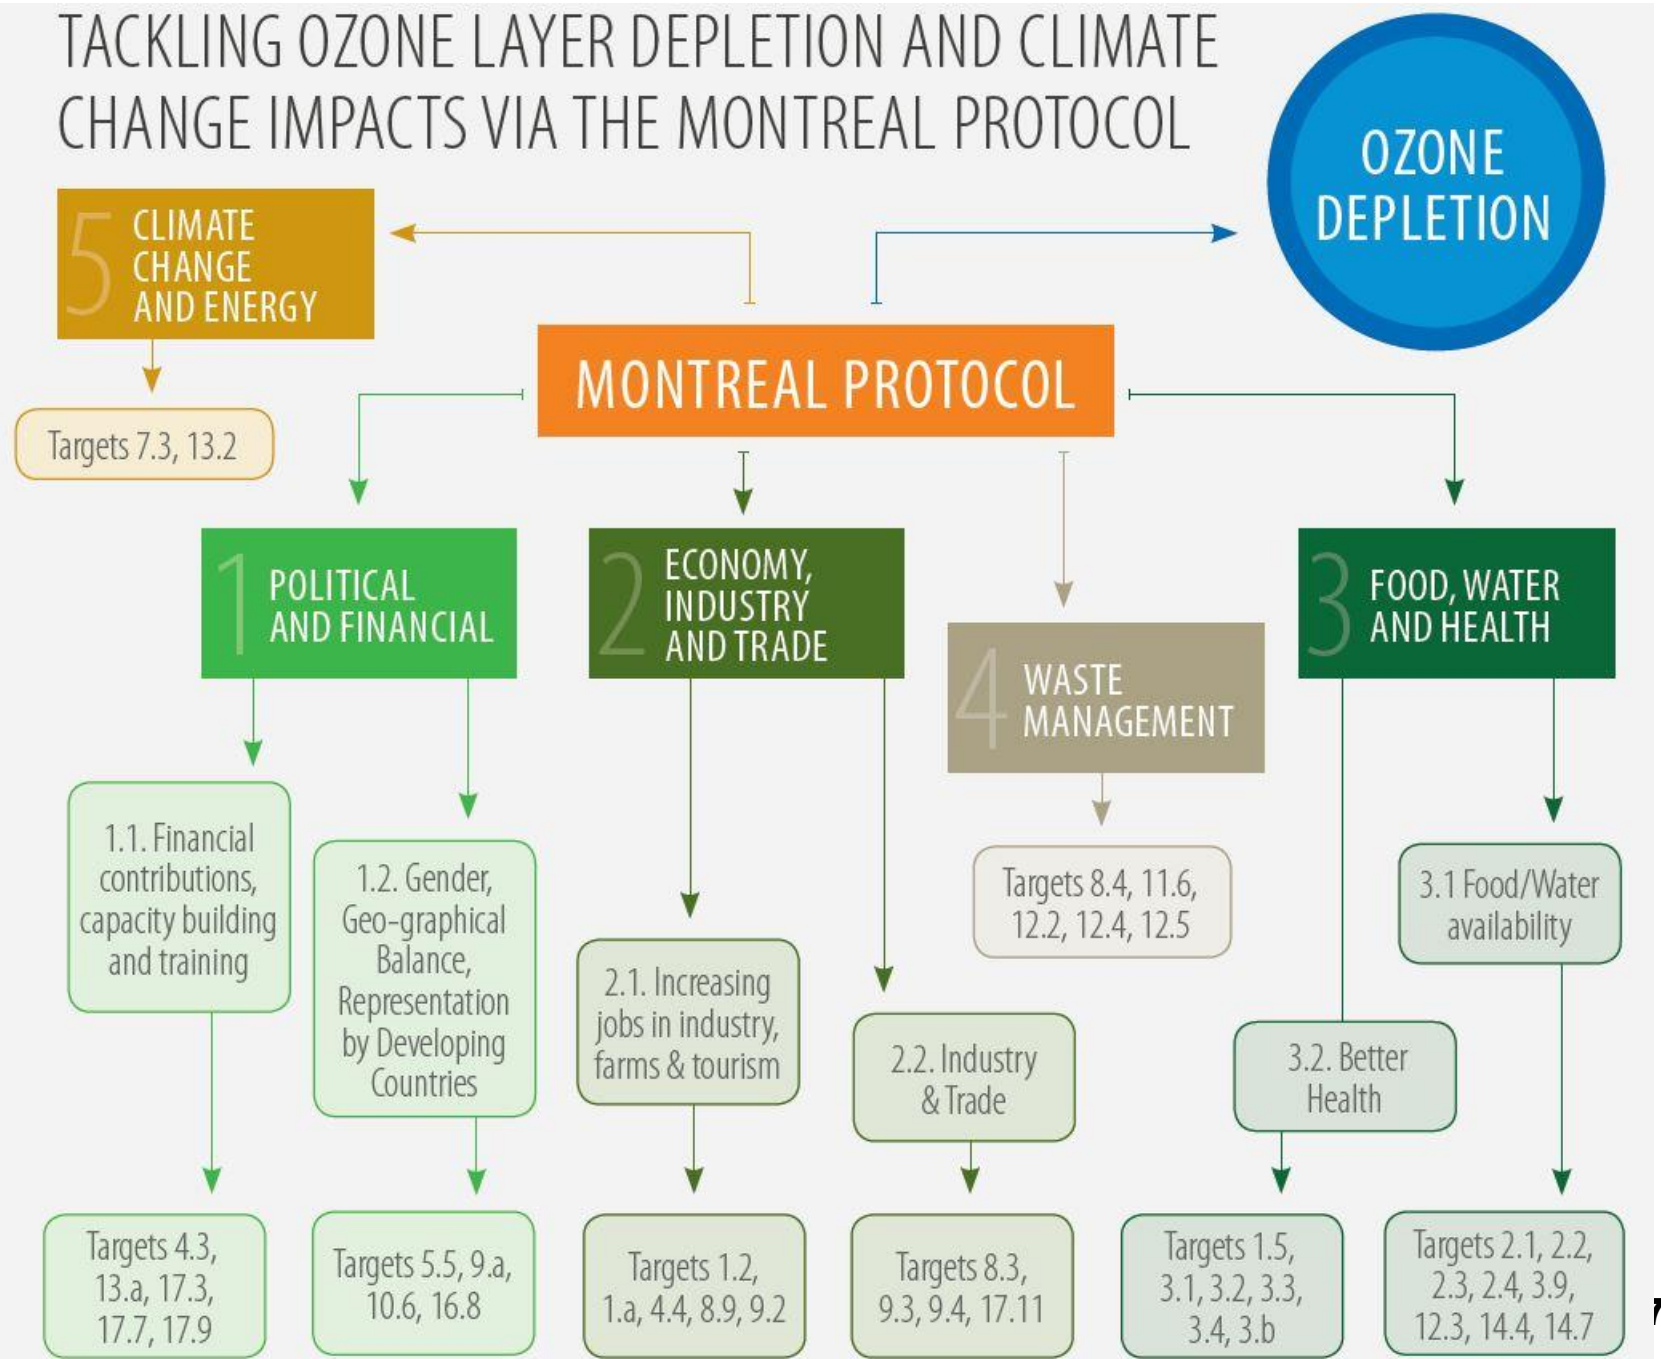 TACKLING OZONE LAYER DEPLETION AND CLIMATE
CHANGE IMPACTS VIA THE MONTREAL PROTOCOL
OZONE
DEPLETION
5
CLIMATE
CHANGE
AND ENERGY
Targets 7.3, 13.2
MONTREAL PROTOCOL
1
POLITICAL
AND FINANCIAL
2
ECONOMY,
INDUSTRY
AND TRADE
4
WASTE
MANAGEMENT
3
FOOD, WATER
AND HEALTH
1.1. Financial
contributions,
capacity building
and training
1.2. Gender,
Geo-graphical
Balance,
Representation
by Developing
Countries
2.1. Increasing
jobs in industry,
farms & tourism
2.2. Industry
& Trade
Targets 8.4, 11.6,
12.2, 12.4, 12.5
3.2. Better
Health
3.1 Food/Water
availability
Targets 4.3,
13.a, 17.3,
17.7, 17.9
Targets 5.5, 9.a,
10.6, 16.8
Targets 1.2,
1.a, 4.4, 8.9, 9.2
Targets 8.3,
9.3, 9.4, 17.11
Targets 1.5,
3.1, 3.2, 3.3,
3.4, 3.b
Targets 2.1, 2.2,
2.3, 2.4, 3.9,
12.3, 14.4, 14.7